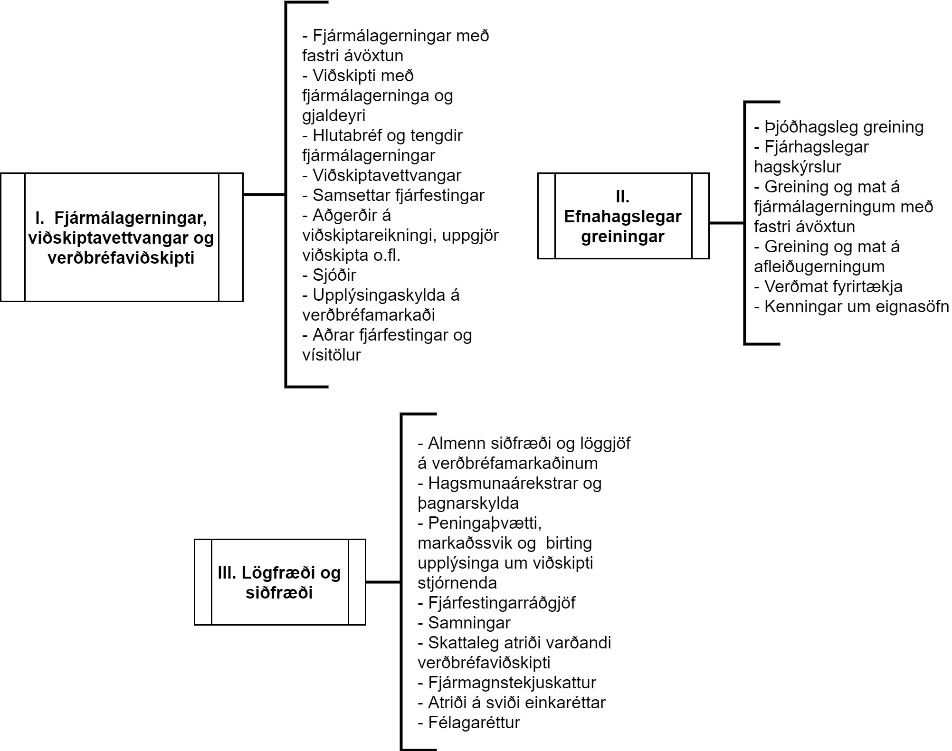 I. Fjármálagerningar,
viðskiptavettvangar og
verðbréfaviðskipti
- Fjármálagerningar með
fastri ávöxtun
- Viðskipti með
fjármálagerninga og
gjaldeyri
- Hlutabréf og tengdir
fjármálagerningar
- Viðskiptavettvangar
- Samsettar fjárfestingar
- Aðgerðir á
viðskiptareikningi, uppgjör
viðskipta o.fl.
- Sjóðir
- Upplýsingaskylda á
verðbréfamarkaði
- Aðrar fjárfestingar og
vísitölur
II.
Efnahagslegar
greiningar
- Þjóðhagsleg greining
- Fjárhagslegar
hagskýrslur
- Greining og mat á
fjármálagerningum með
fastri ávöxtun
- Greining og mat á
afleiðugerningum
- Verðmat fyrirtækja
- Kenningar um eignasöfn
III. Lögfræði og
siðfræði
- Almenn siðfræði og löggjöf
á verðbréfamarkaðinum
- Hagsmunaárekstrar og
þagnarskylda
- Peningaþvætti,
markaðssvik og birting
upplýsinga um viðskipti
stjórnenda
- Fjárfestingarráðgjöf
- Samningar
- Skattaleg atriði varðandi
verðbréfaviðskipti
- Fjármagnstekjuskattur
- Atriði á sviði einkaréttar
- Félagaréttur